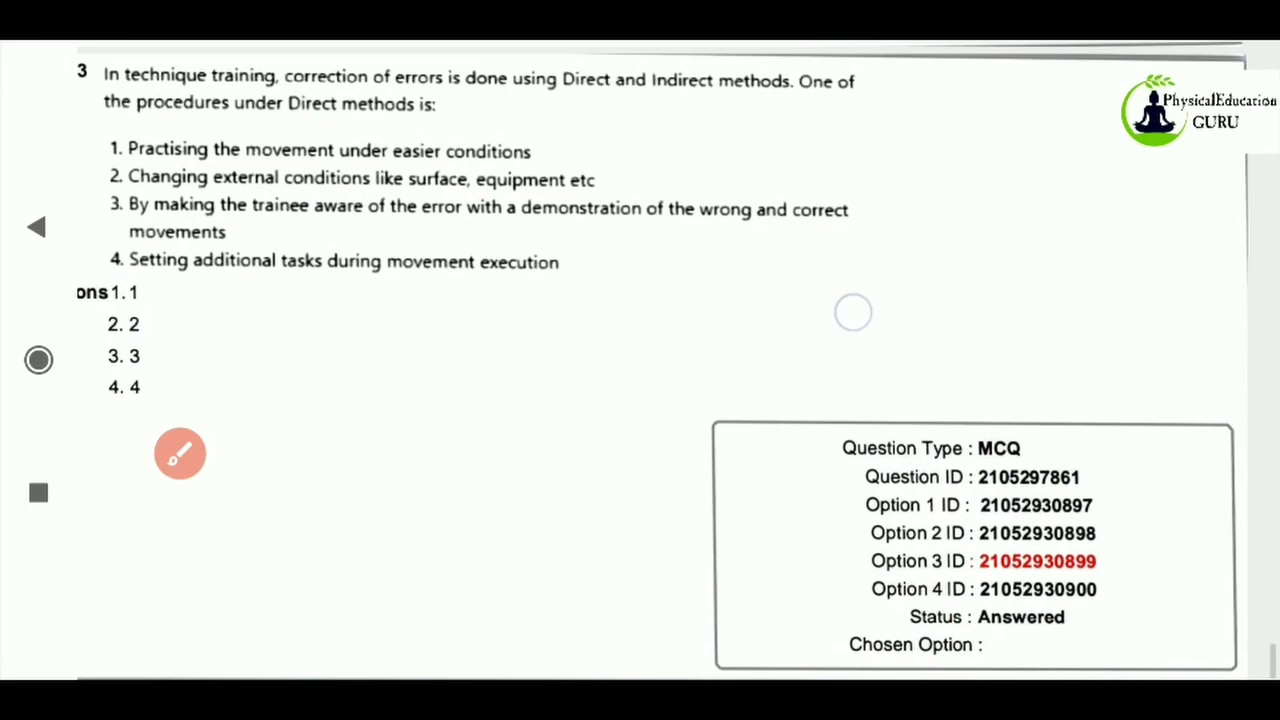 PhysicalEducation
GURU
3 In technique training, correction of errors is done using Direct and Indirect methods. One of
the procedures under Direct methods is:
1. Practising the movement under easier conditions
2. Changing external conditions like surface, equipment etc
3. By making the trainee aware of the error with a demonstration of the wrong and correct
movements
4. Setting additional tasks during movement execution
ons 1. 1
2. 2
3. 3
4. 4
Question Type : MCQ
Question ID : 2105297861
Option 1 ID : 21052930897
Option 2 ID : 21052930898
Option 3 ID : 21052930899
Option 4 ID : 21052930900
Status : Answered
Chosen Option :